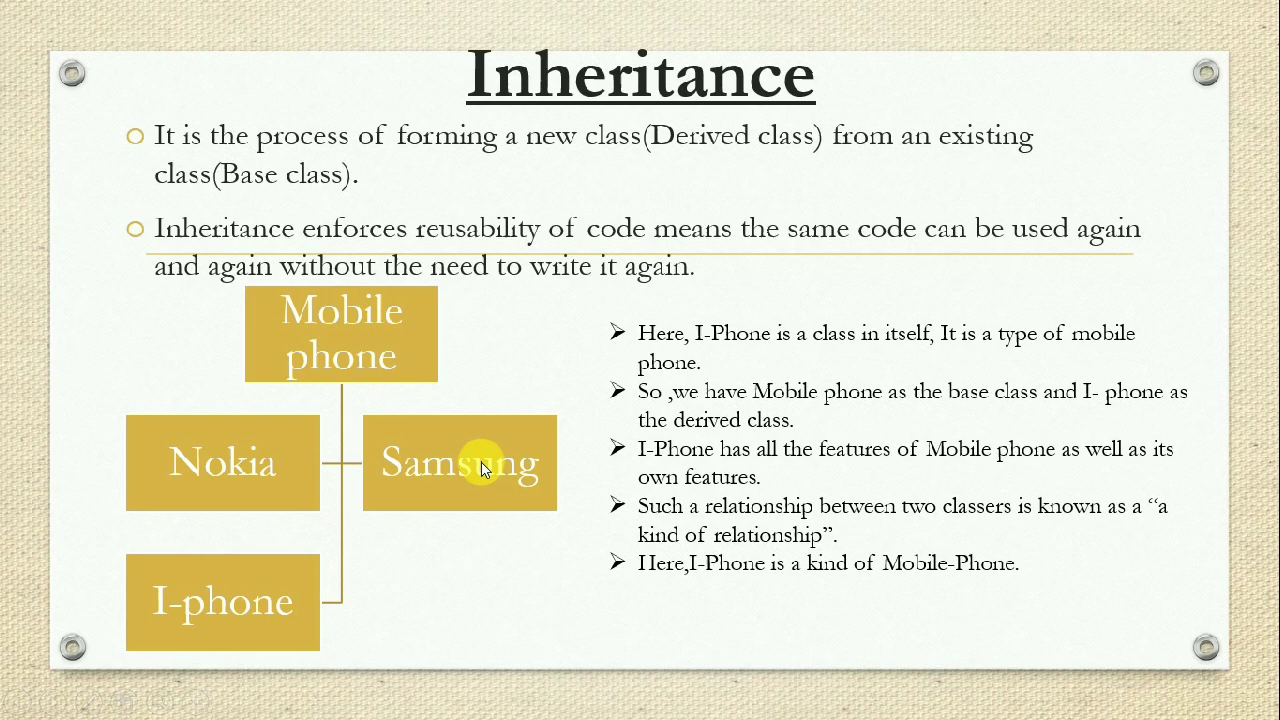 Inheritance
It is the process of forming a new class(Derived class) from an existing
class(Base class).
Inheritance enforces reusability of code means the same code can be used again
and again without the need to write it again.
Mobile
phone
Nokia
Samsung
I-phone
Here, I-Phone is a class in itself, It is a type of mobile
phone.
So ,we have Mobile phone as the base class and I- phone as
the derived class.
I-Phone has all the features of Mobile phone as well as its
own features.
Such a relationship between two classers is known as a “a
kind of relationship”.
Here,I-Phone is a kind of Mobile-Phone.